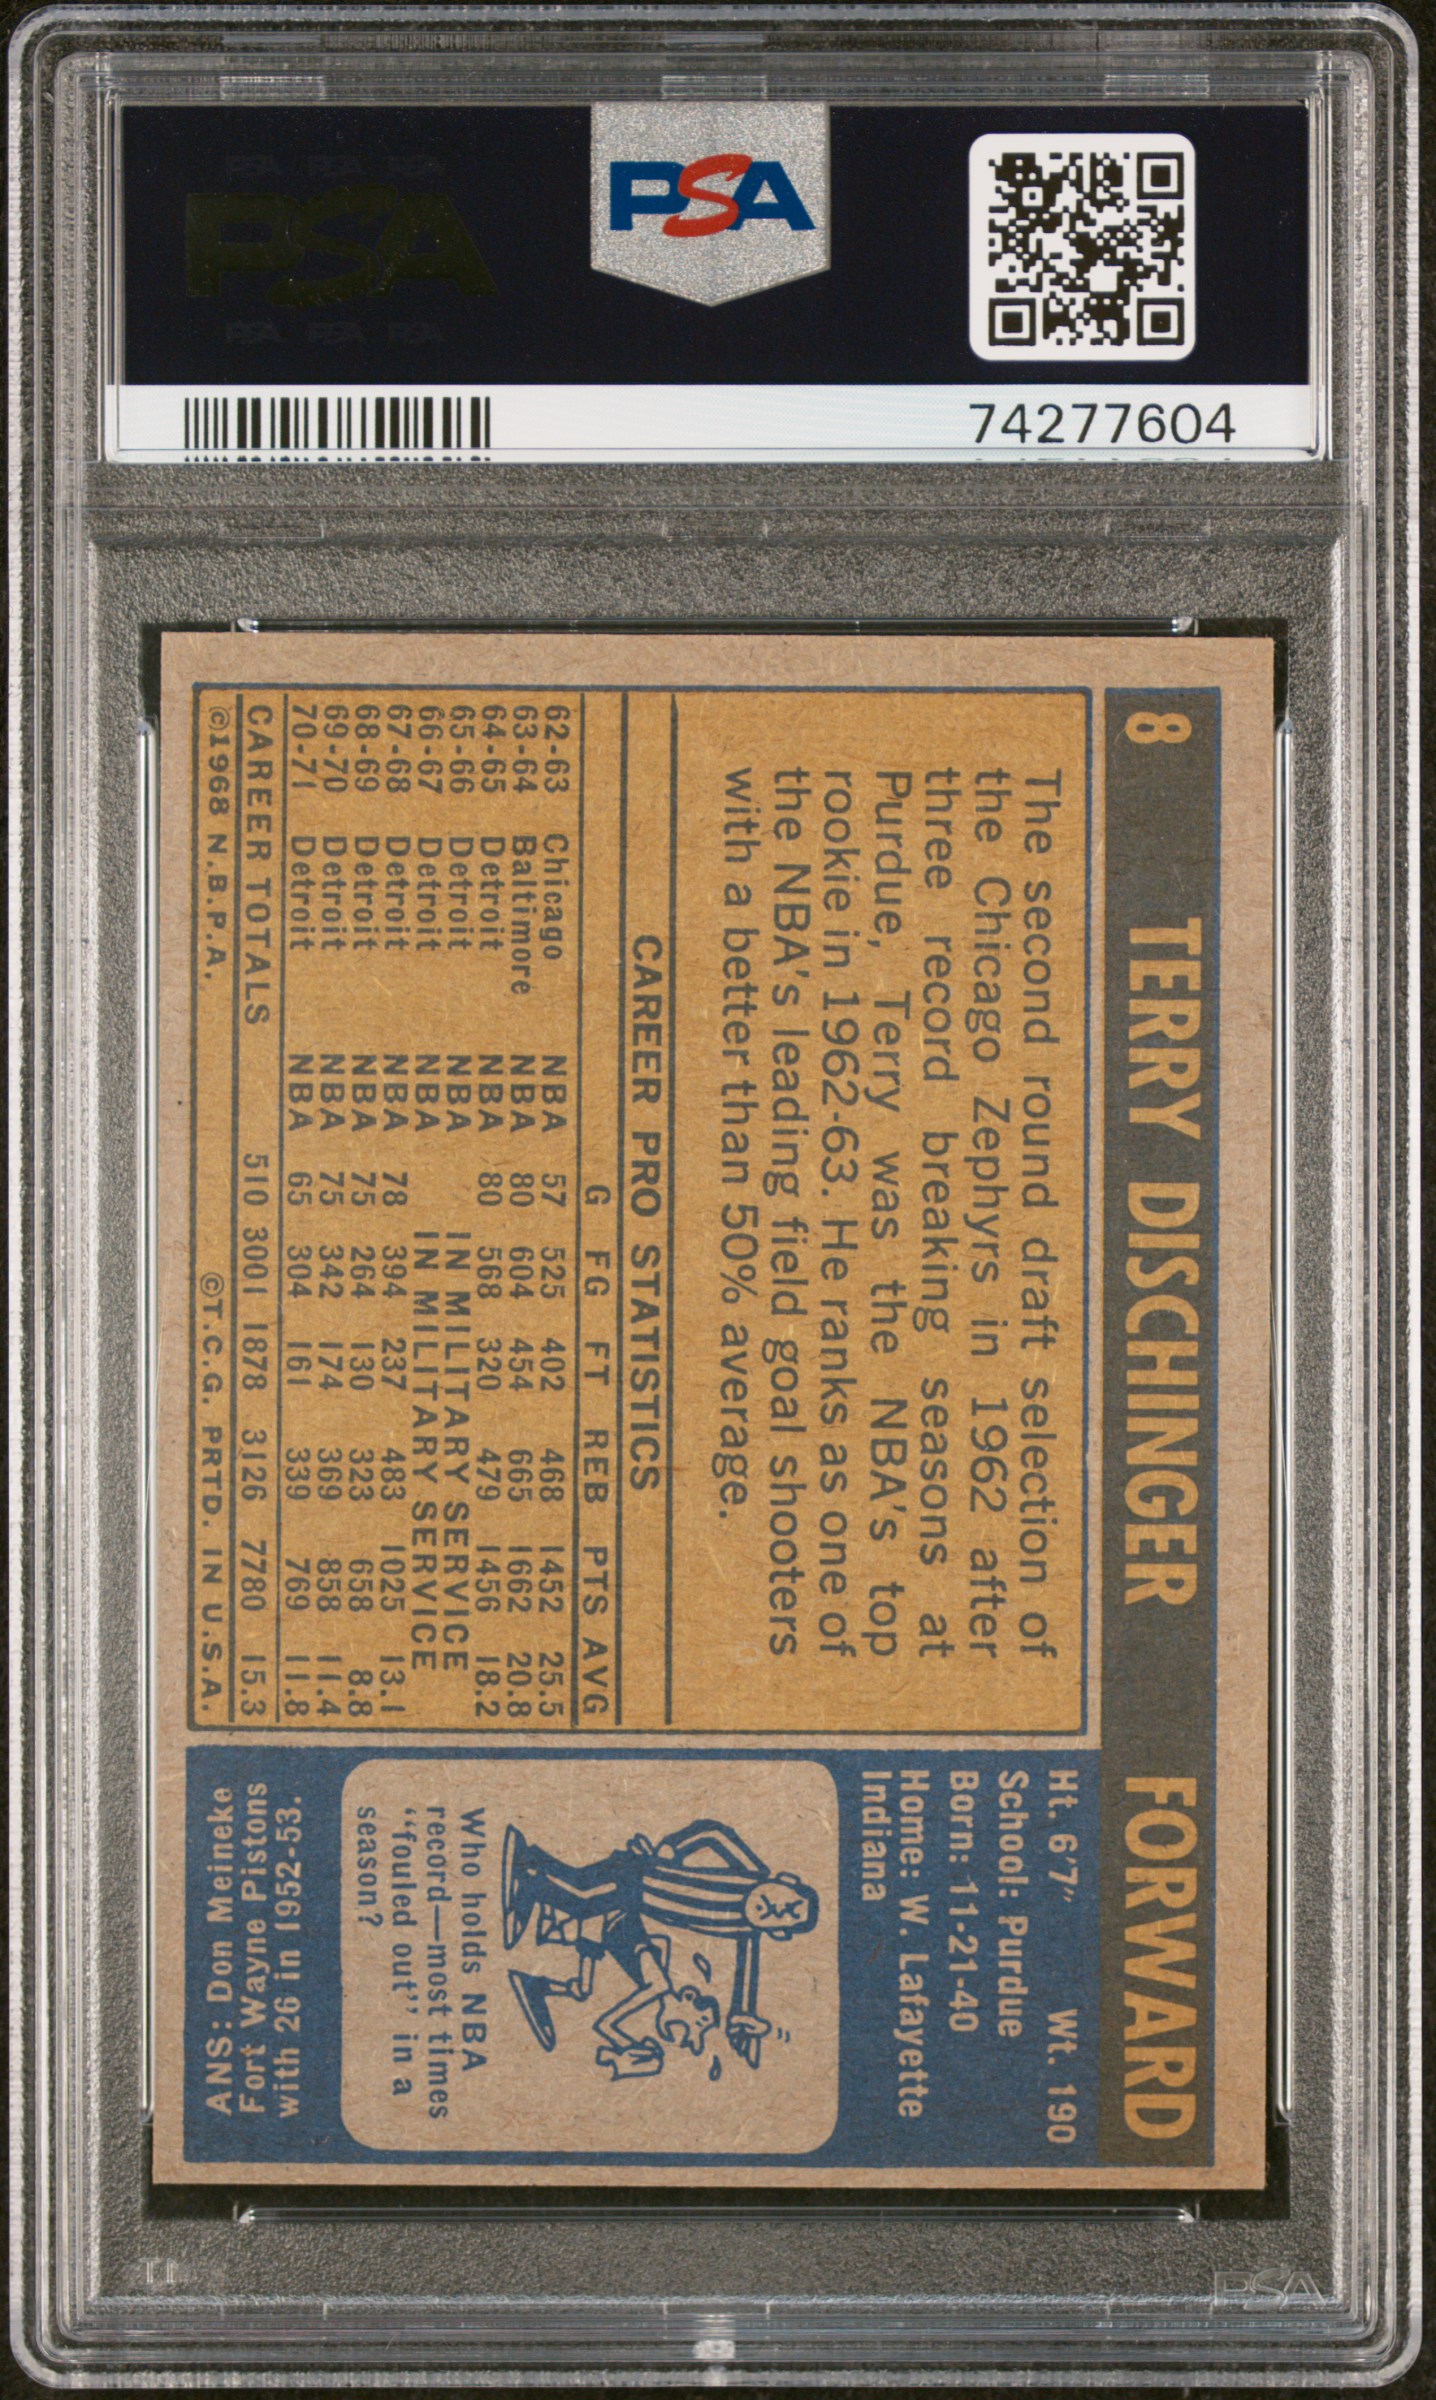 PSA PSA PSA
PSA
PSA PSA PSA
PSA
74277604
8 TERRY DISCHINGER FORWARD
The second round draft selection of
the Chicago Zephyrs in 1962 after
three record breaking seasons at
Purdue, Terry was the NBA's top
rookie in 1962-63. He ranks as one of
the NBA's leading field goal shooters
with a better than 50% average.
CAREER PRO STATISTICS
G FG FT REB PTS AVG
62-63 Chicago NBA 57 525 402 468 1452 25.5
63-64 Baltimore NBA 80 604 454 665 1662 20.8
64-65 Detroit NBA 80 568 320 479 1456 18.2
65-66 Detroit NBA IN MILITARY SERVICE
66-67 Detroit NBA IN MILITARY SERVICE
67-68 Detroit NBA 78 394 237 483 1025 13.1
68-69 Detroit NBA 75 264 130 323 658 8.8
69-70 Detroit NBA 75 342 174 369 858 11.4
70-71 Detroit NBA 65 304 161 339 769 11.8
CAREER TOTALS 510 3001 1878 3126 7780 15.3
©1968 N.B.P.A. ©T.C.G. PRTD. IN U.S.A.
Ht. 6'7" Wt. 190
School: Purdue
Born: 11-21-40
Home: W. Lafayette
Indiana
Who holds NBA
record—most times
"fouled out" in a
season?
ANS: Don Meineke
Fort Wayne Pistons
with 26 in 1952-53.
PSA